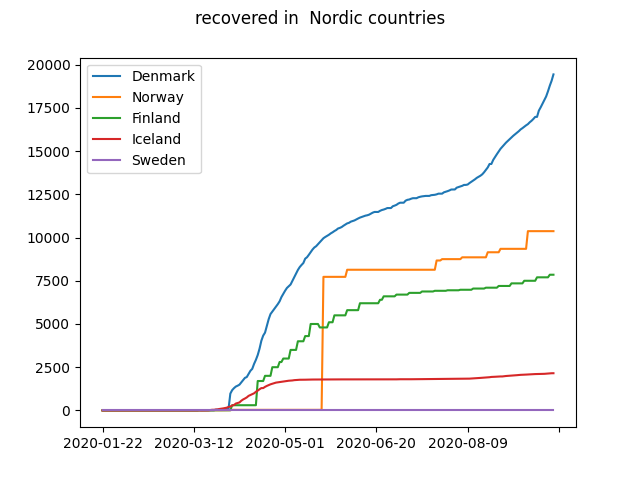 recovered in  Nordic countries
20000
17500
15000
12500
10000
7500
5000
2500
0
Denmark
Norway
Finland
Iceland
Sweden
2020-01-22 2020-03-12 2020-05-01 2020-06-20 2020-08-09